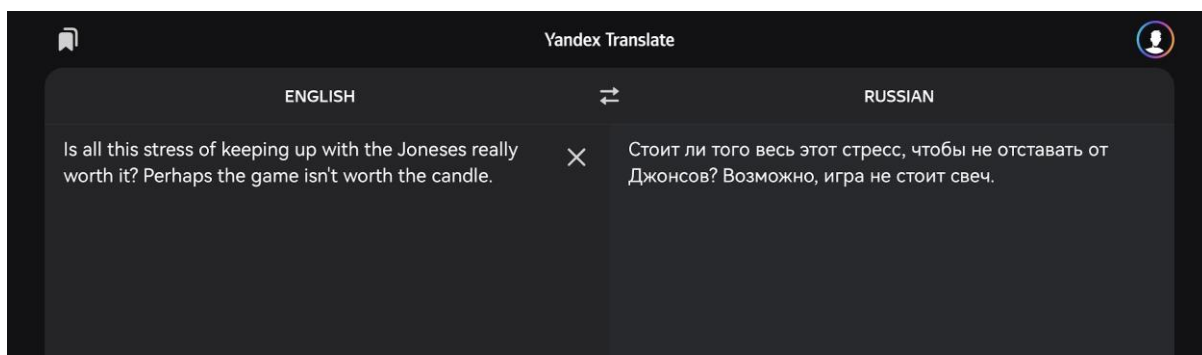 Yandex Translate
ENGLISH
RUSSIAN
Is all this stress of keeping up with the Joneses really
worth it? Perhaps the game isn't worth the candle.
Стоит ли того весь этот стресс, чтобы не отставать от
Джонсов? Возможно, игра не стоит свеч.